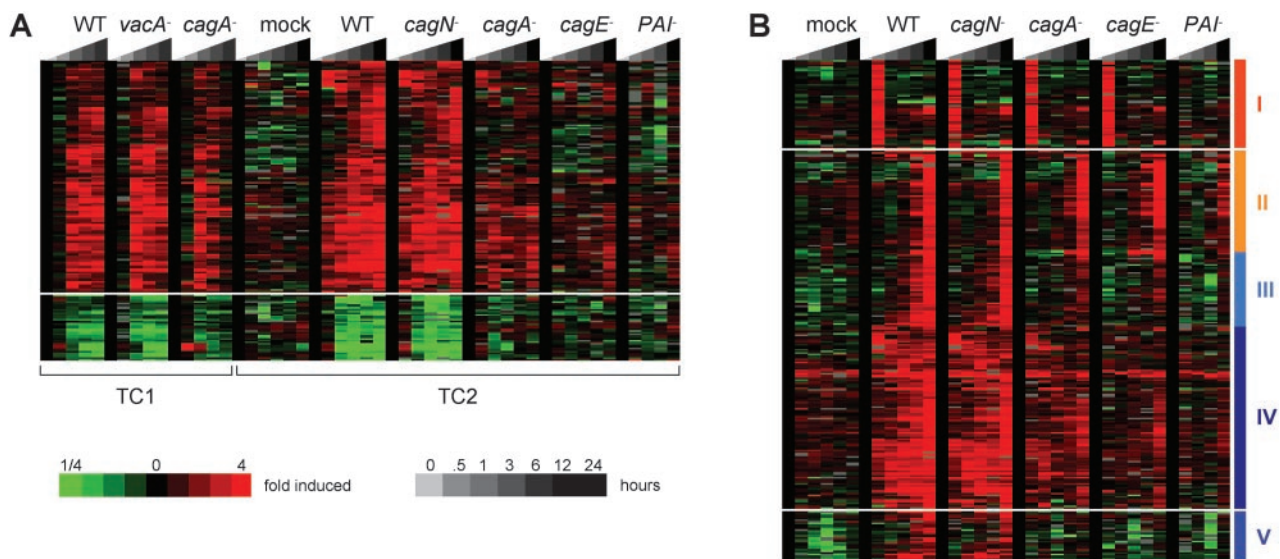 A
WT vacA- cagA- mock WT cagN- cagA- cagE- PAI-
TC1 TC2
1/4 0 4 fold induced
0 .5 1 3 6 12 24 hours
B
mock WT cagN- cagA- cagE- PAI-
I
II
III
IV
V